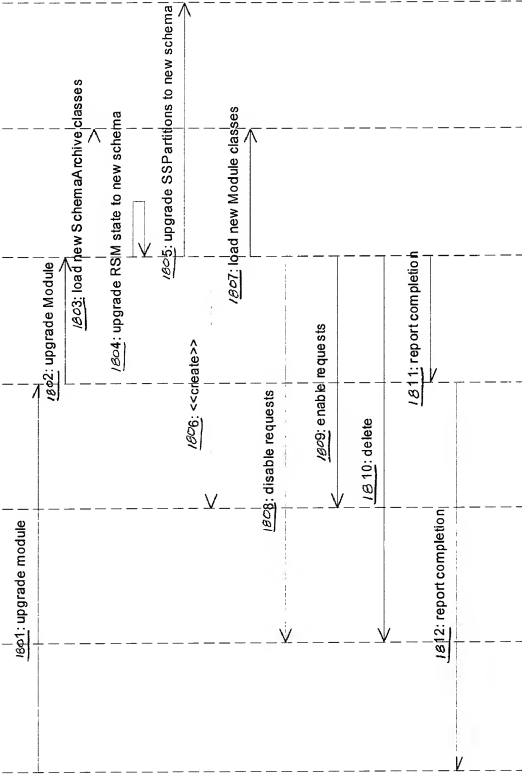 1801: upgrade module
1802: upgrade Module
1803: load new SchemaArchive classes
1804: upgrade RSM state to new schema
1805: upgrade SSPartitions to new schema
1806: <<create>>
1807: load new Module classes
1808: disable requests
1809: enable requests
1810: delete
1811: report completion
1812: report completion